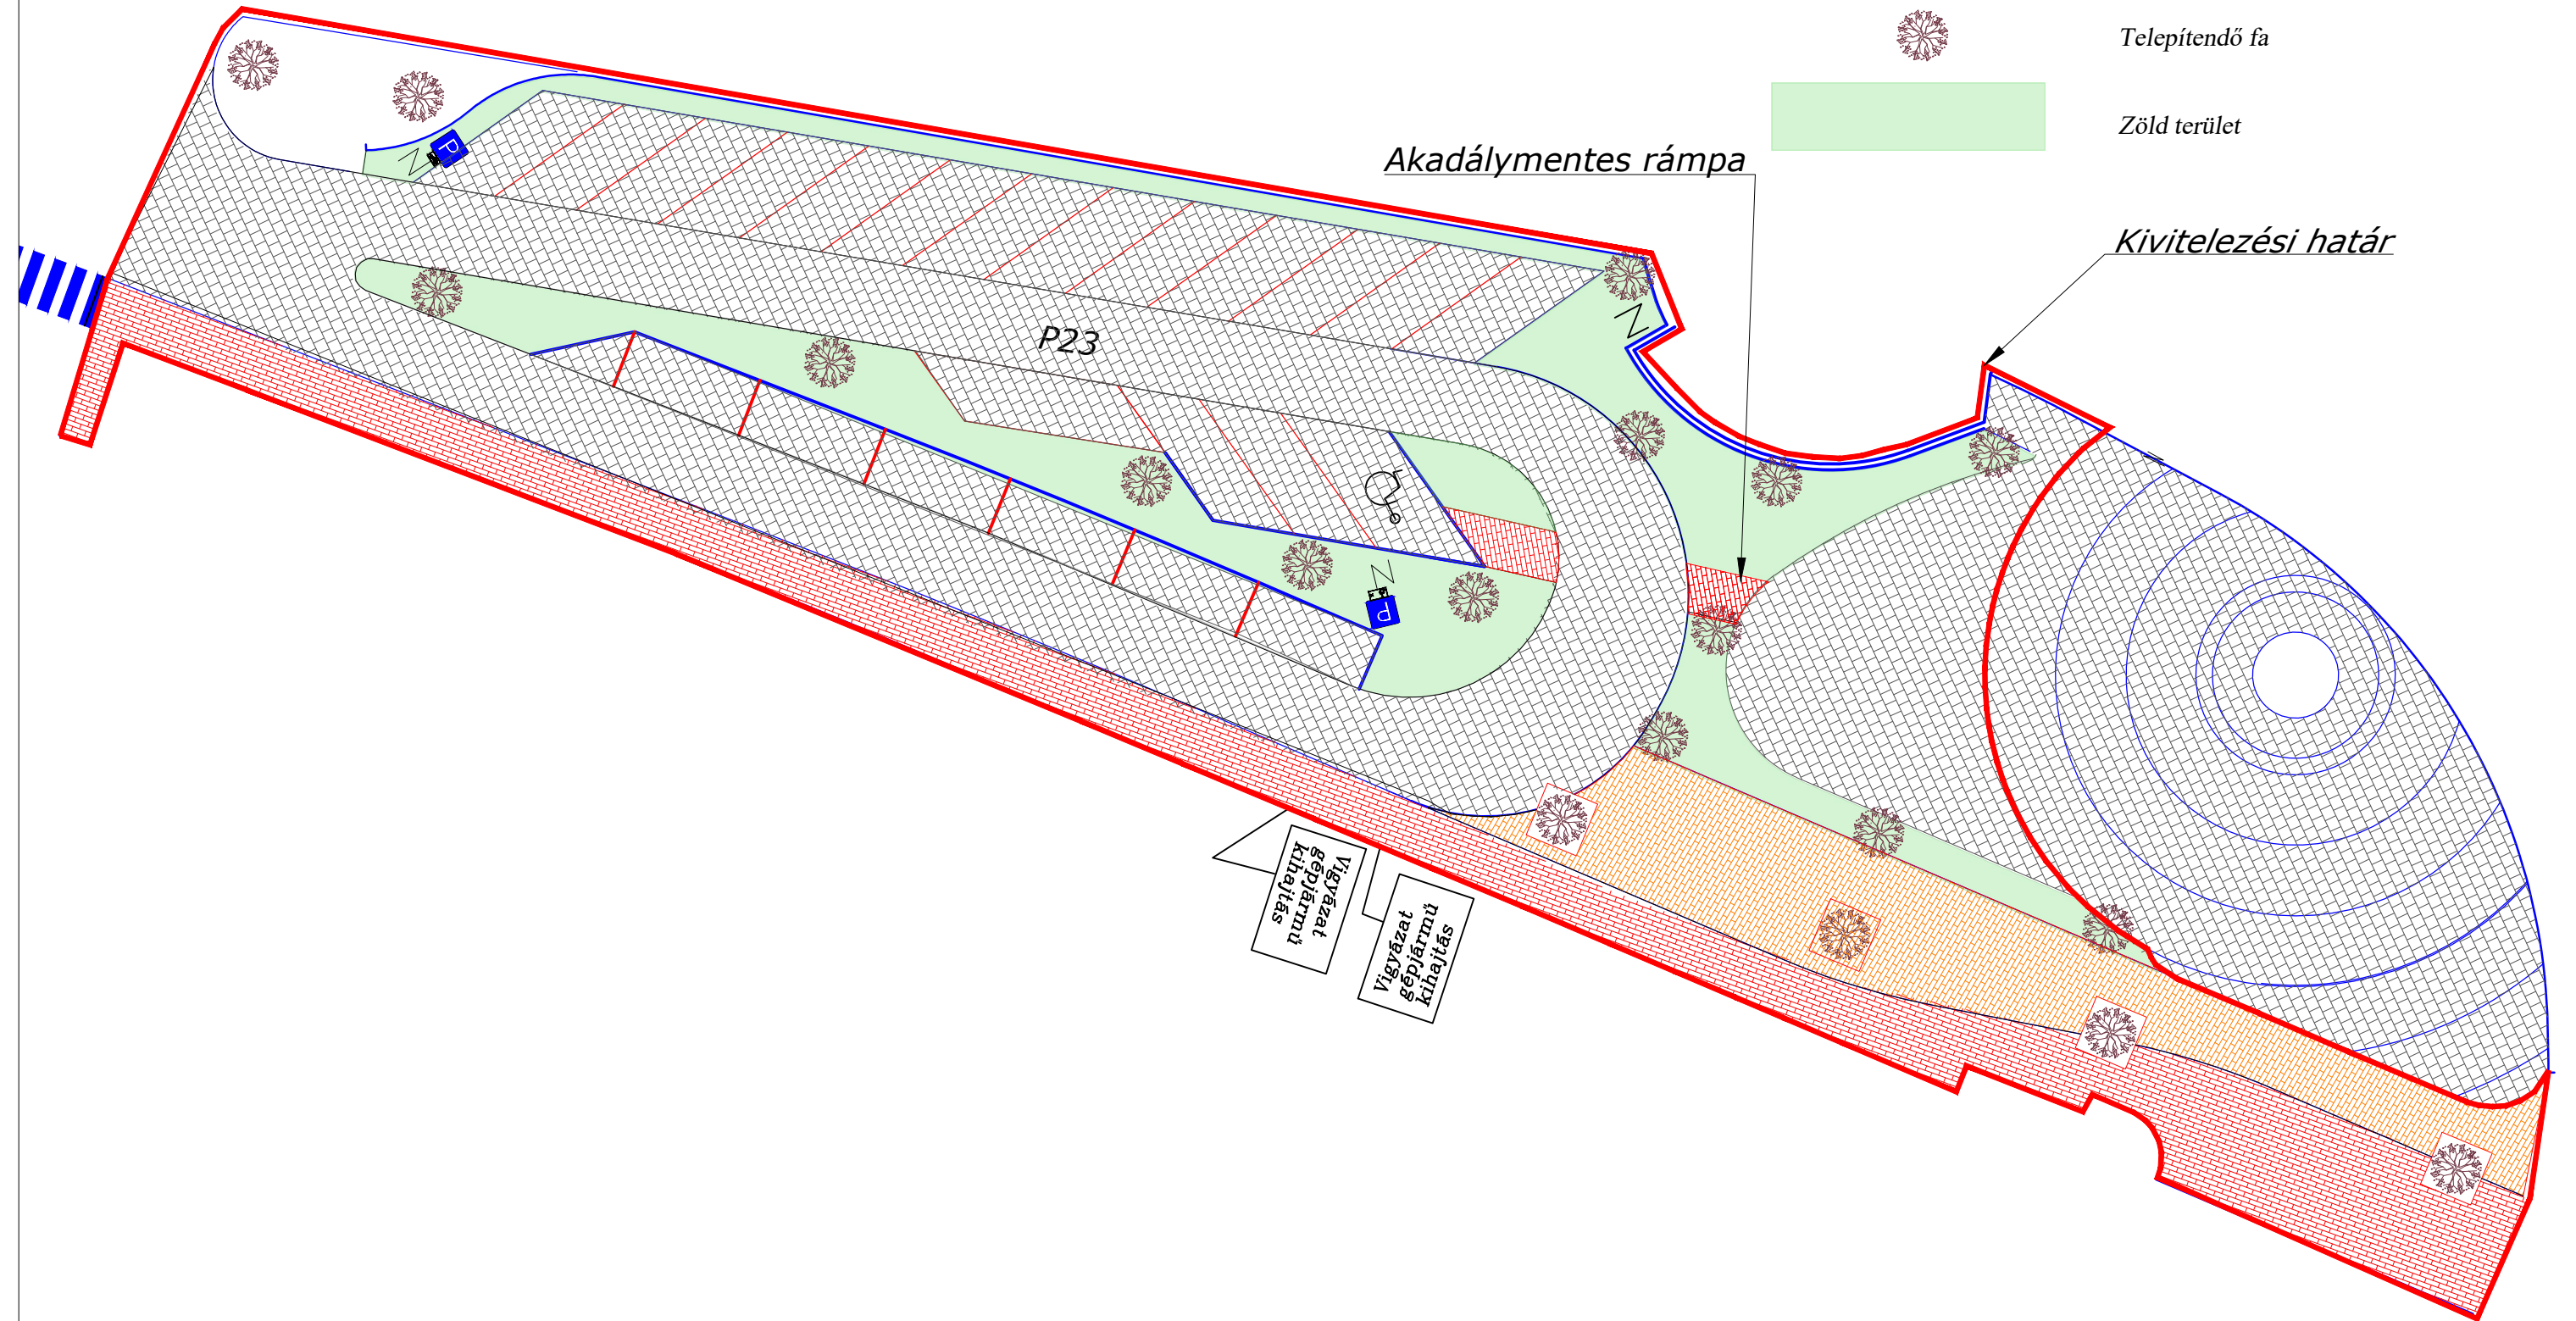 Telepítendő fa
Zöld terület
Akadálymentes rámpa
Kivitelezési határ
P
P23
P
Vigyázat
gépjármű
kihajtás
Vigyázat
gépjármű
kihajtás